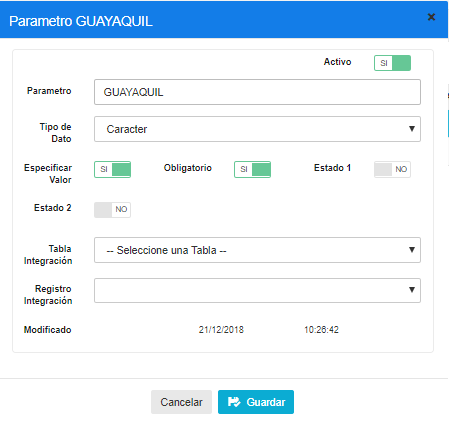 Parametro GUAYAQUIL ×
Activo SI
Parametro GUAYAQUIL
Tipo de
Dato Caracter
Especificar
Valor SI Obligatorio SI Estado 1 NO
Estado 2 NO
Tabla
Integración -- Seleccione una Tabla --
Registro
Integración
Modificado 21/12/2018 10:26:42
Cancelar Guardar